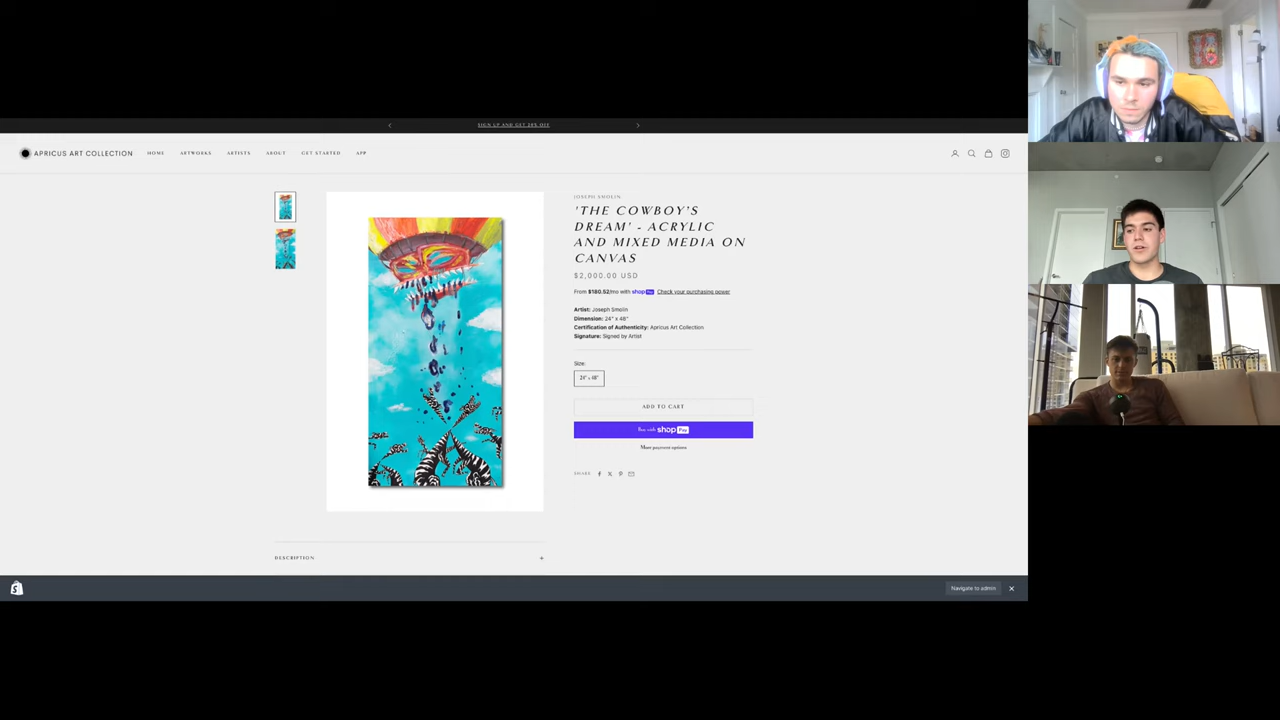 SIGN UP AND GET 20% OFF
APRICUS ART COLLECTION
HOME
ARTWORKS
ARTISTS
ABOUT
GET STARTED
APP
JOSEPH SMOLIN
'THE COWBOY'S
DREAM' - ACRYLIC
AND MIXED MEDIA ON
CANVAS
$2,000.00 USD
From $180.52/mo with shop Pay Check your purchasing power
Artist: Joseph Smolin
Dimension: 24" x 48"
Certification of Authenticity: Apricus Art Collection
Signature: Signed by Artist
Size:
24" x 48"
ADD TO CART
Buy with shop Pay
More payment options
SHARE
DESCRIPTION
Navigate to admin